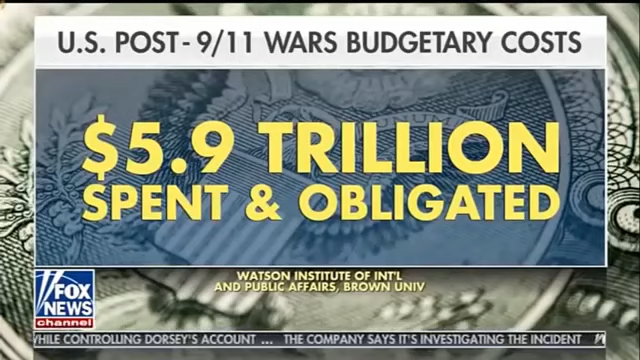 U.S. POST - 9/11 WARS BUDGETARY COSTS
$5.9 TRILLION
SPENT & OBLIGATED
WATSON INSTITUTE OF INT'L
AND PUBLIC AFFAIRS, BROWN UNIV
FOX
NEWS
channel
WHILE CONTROLLING DORSEY'S ACCOUNT ... THE COMPANY SAYS IT'S INVESTIGATING THE INCIDENT